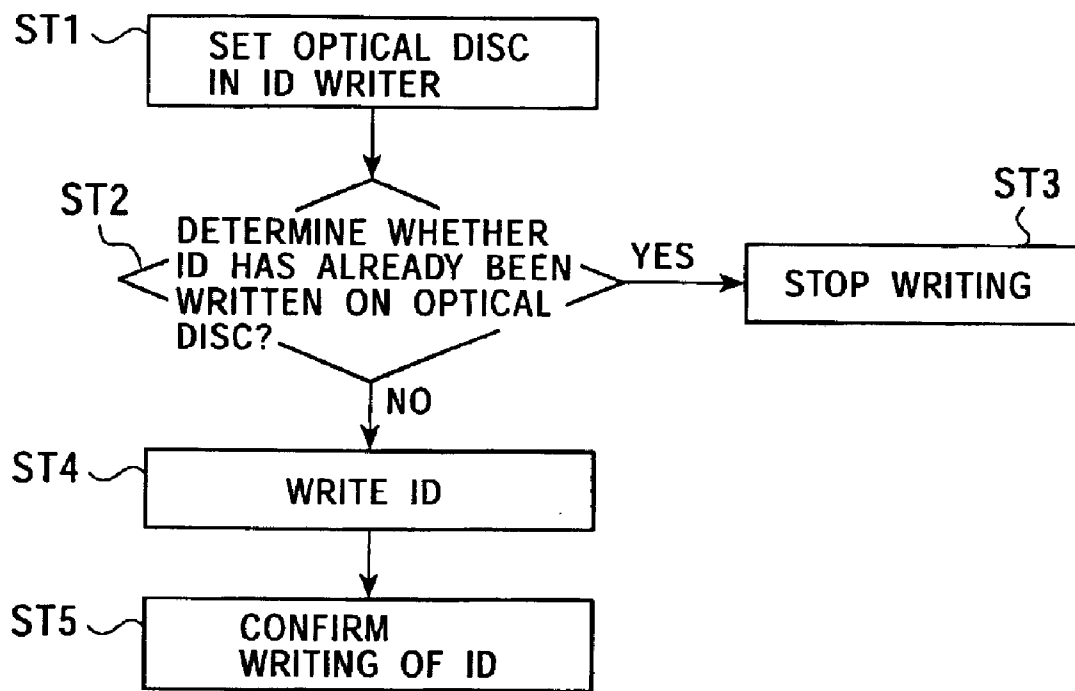 ST1
SET OPTICAL DISC
IN ID WRITER
ST2
DETERMINE WHETHER
ID HAS ALREADY BEEN
WRITTEN ON OPTICAL
DISC?
YES
ST3
STOP WRITING
NO
ST4
WRITE ID
ST5
CONFIRM
WRITING OF ID